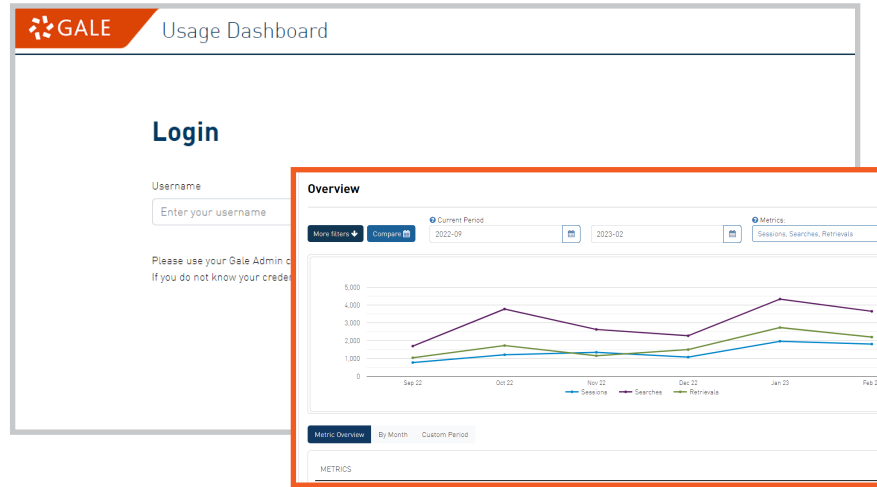 GALE
Usage Dashboard
Login
Username
Enter your username
Please use your Gale Admin c
If you do not know your creder
Overview
Current Period
Metrics:
More filters
Compare
2022-09
2023-02
Sessions, Searches, Retrievals
5,000
4,000
3,000
2,000
1,000
0
Sep 22
Oct 22
Nov 22
Dec 22
Jan 23
Feb 2
Sessions
Searches
Retrievals
Metric Overview
By Month
Custom Period
METRICS